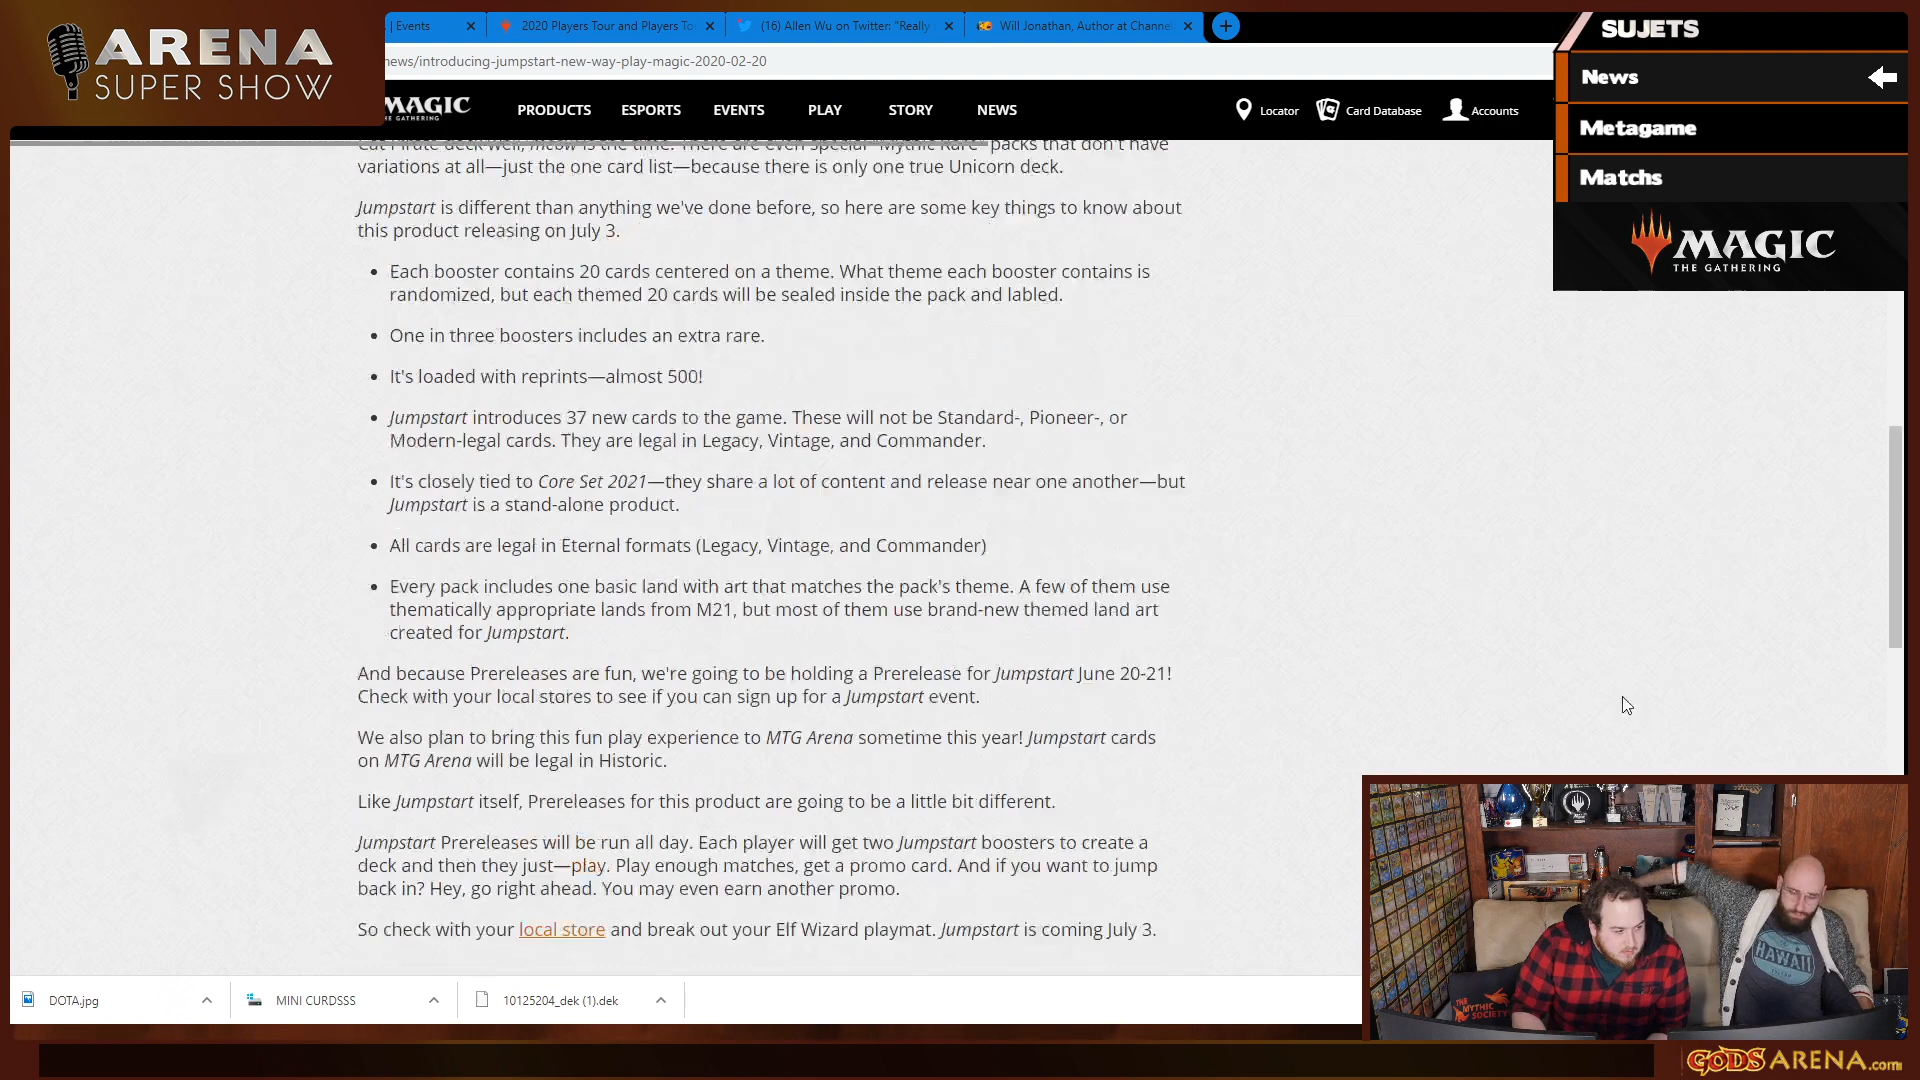 ARENA
SUPER SHOW
| Events
2020 Players Tour and Players To
(16) Allen Wu on Twitter: "Really
Will Jonathan, Author at Channe
news/introducing-jumpstart-new-way-play-magic-2020-02-20
MAGIC
THE GATHERING
PRODUCTS
ESPORTS
EVENTS
PLAY
STORY
NEWS
Locator
Card Database
Accounts
SUJETS
News
Metagame
Matchs
MAGIC
THE GATHERING
packs that don't have
variations at all—just the one card list—because there is only one true Unicorn deck.
Jumpstart is different than anything we've done before, so here are some key things to know about
this product releasing on July 3.
• Each booster contains 20 cards centered on a theme. What theme each booster contains is
randomized, but each themed 20 cards will be sealed inside the pack and labled.
• One in three boosters includes an extra rare.
• It's loaded with reprints—almost 500!
• Jumpstart introduces 37 new cards to the game. These will not be Standard-, Pioneer-, or
Modern-legal cards. They are legal in Legacy, Vintage, and Commander.
• It's closely tied to Core Set 2021—they share a lot of content and release near one another—but
Jumpstart is a stand-alone product.
• All cards are legal in Eternal formats (Legacy, Vintage, and Commander)
• Every pack includes one basic land with art that matches the pack's theme. A few of them use
thematically appropriate lands from M21, but most of them use brand-new themed land art
created for Jumpstart.
And because Prereleases are fun, we're going to be holding a Prerelease for Jumpstart June 20-21!
Check with your local stores to see if you can sign up for a Jumpstart event.
We also plan to bring this fun play experience to MTG Arena sometime this year! Jumpstart cards
on MTG Arena will be legal in Historic.
Like Jumpstart itself, Prereleases for this product are going to be a little bit different.
Jumpstart Prereleases will be run all day. Each player will get two Jumpstart boosters to create a
deck and then they just—play. Play enough matches, get a promo card. And if you want to jump
back in? Hey, go right ahead. You may even earn another promo.
So check with your local store and break out your Elf Wizard playmat. Jumpstart is coming July 3.
DOTA.jpg
MINI CURDSSS
10125204_dek (1).dek
HAWAII
THE MYTHIC
SOCIETY
GODSARENA.com